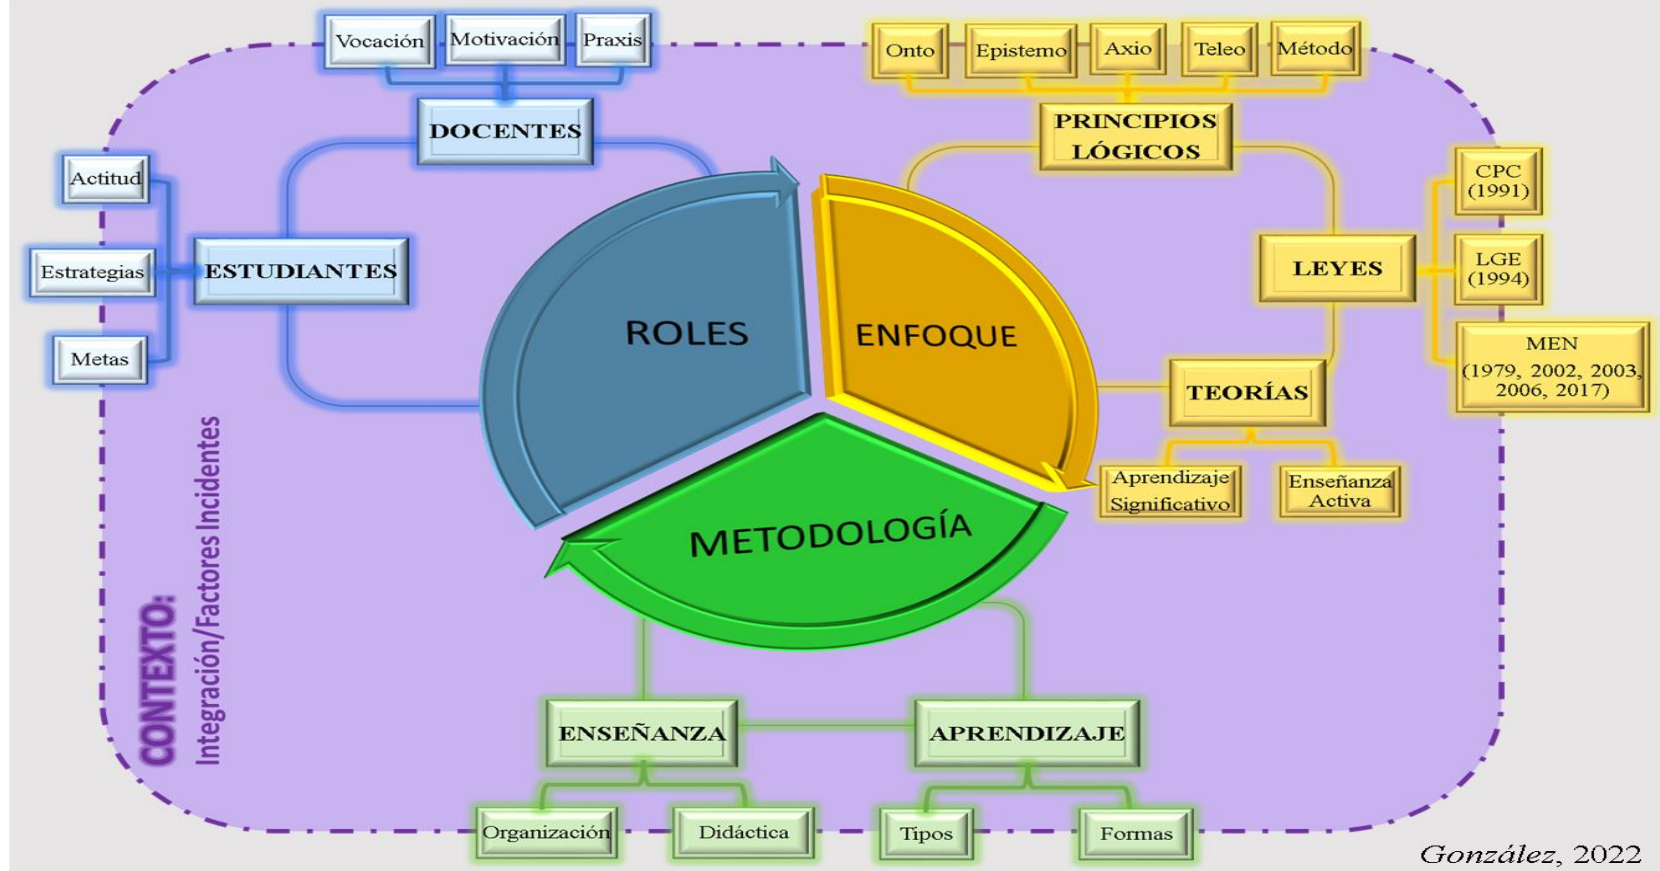 Vocación
Motivación
Praxis
DOCENTES
Actitud
Estrategias
Metas
ESTUDIANTES
ROLES
Onto
Epistemo
Axio
Teleo
Método
PRINCIPIOS
LÓGICOS
CPC
(1991)
LGE
(1994)
MEN
(1979, 2002, 2003,
2006, 2017)
LEYES
ENFOQUE
TEORÍAS
Aprendizaje
Significativo
Enseñanza
Activa
METODOLOGÍA
ENSEÑANZA
APRENDIZAJE
Organización
Didáctica
Tipos
Formas
CONTEXTO:
Integración/Factores Incidentes
González, 2022